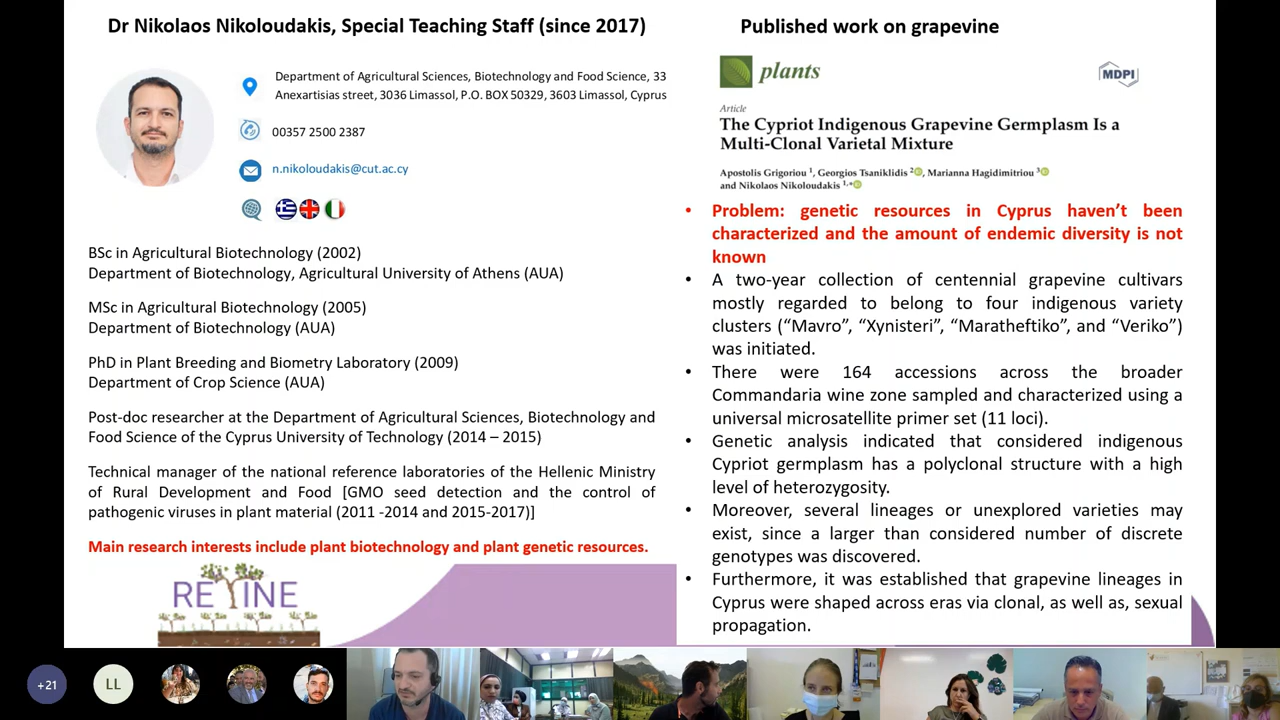 Dr Nikolaos Nikoloudakis, Special Teaching Staff (since 2017)
Department of Agricultural Sciences, Biotechnology and Food Science, 33
Anexartisias street, 3036 Limassol, P.O. BOX 50329, 3603 Limassol, Cyprus
00357 2500 2387
n.nikoloudakis@cut.ac.cy
BSc in Agricultural Biotechnology (2002)
Department of Biotechnology, Agricultural University of Athens (AUA)
MSc in Agricultural Biotechnology (2005)
Department of Biotechnology (AUA)
PhD in Plant Breeding and Biometry Laboratory (2009)
Department of Crop Science (AUA)
Post-doc researcher at the Department of Agricultural Sciences, Biotechnology and
Food Science of the Cyprus University of Technology (2014 – 2015)
Technical manager of the national reference laboratories of the Hellenic Ministry
of Rural Development and Food [GMO seed detection and the control of
pathogenic viruses in plant material (2011 -2014 and 2015-2017)]
Main research interests include plant biotechnology and plant genetic resources.
REVINE
Published work on grapevine
plants
MDPI
Article
The Cypriot Indigenous Grapevine Germplasm Is a
Multi-Clonal Varietal Mixture
Apostolis Grigoriou 1, Georgios Tsaniklidis 2, Marianna Hagidimitriou 3
and Nikolaos Nikoloudakis 1,*
• Problem: genetic resources in Cyprus haven't been
characterized and the amount of endemic diversity is not
known
• A two-year collection of centennial grapevine cultivars
mostly regarded to belong to four indigenous variety
clusters (“Mavro”, “Xynisteri”, “Maratheftiko”, and “Veriko”)
was initiated.
• There were 164 accessions across the broader
Commandaria wine zone sampled and characterized using a
universal microsatellite primer set (11 loci).
• Genetic analysis indicated that considered indigenous
Cypriot germplasm has a polyclonal structure with a high
level of heterozygosity.
• Moreover, several lineages or unexplored varieties may
exist, since a larger than considered number of discrete
genotypes was discovered.
• Furthermore, it was established that grapevine lineages in
Cyprus were shaped across eras via clonal, as well as, sexual
propagation.
+21
LL